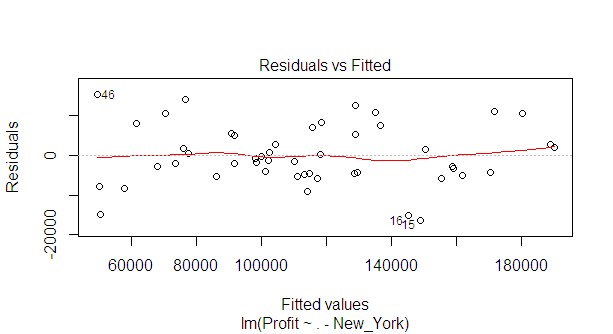 Residuals vs Fitted
Residuals
0
-20000
46
16
15
60000 80000 100000 140000 180000
Fitted values
lm(Profit ~ . - New_York)